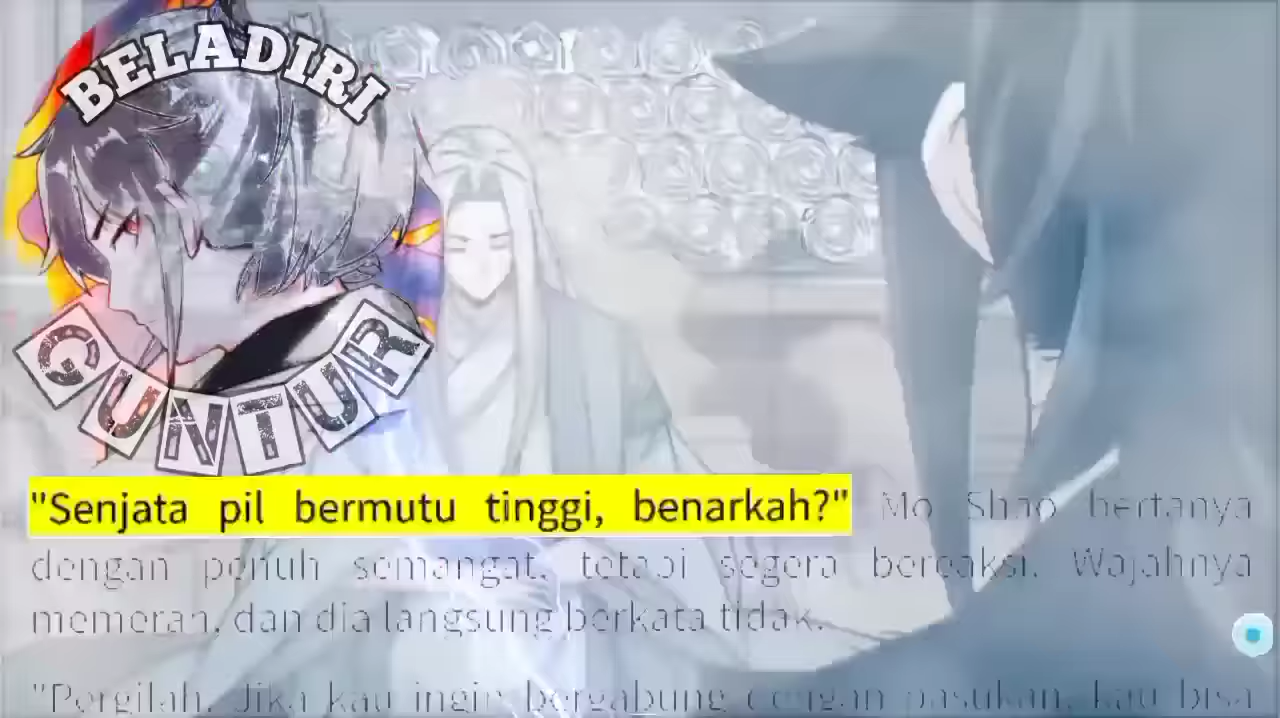 BELADIRI
GUNTUR
"Senjata pil bermutu tinggi, benarkah?" Mo Shao bertanya
dengan penuh semangat, tetapi segera bereaksi. Wajahnya
memerah, dan dia langsung berkata tidak.
"Pergilah. Jika kau ingin bergabung dengan pasukan, kau bisa